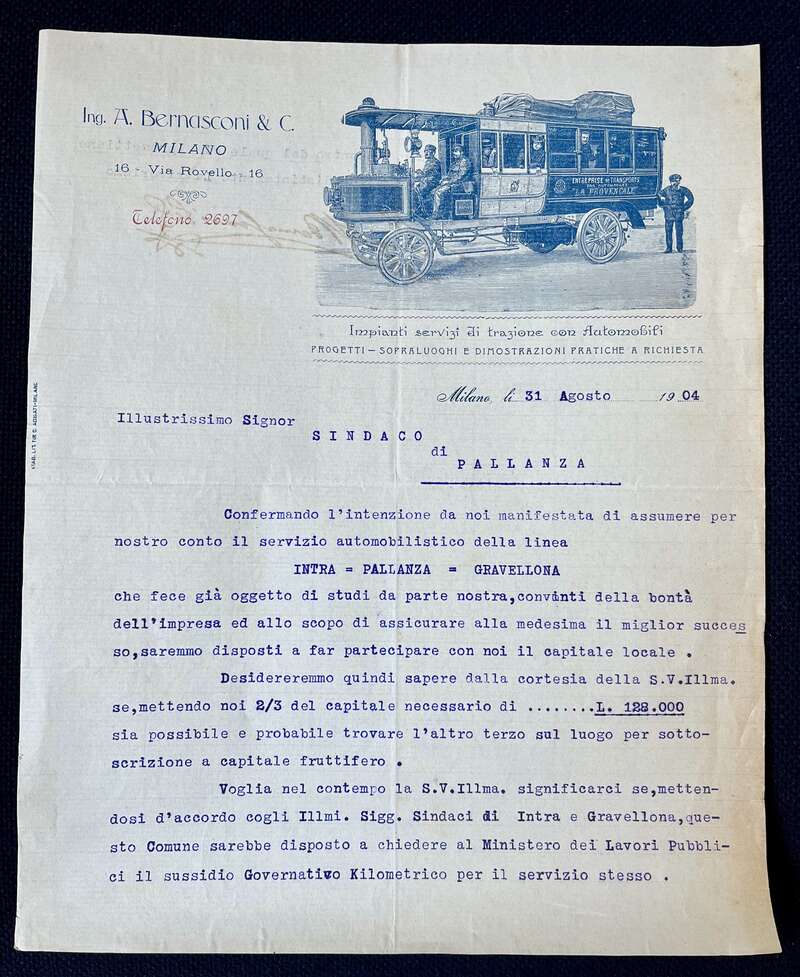 Ing. A. Bernasconi & C.
MILANO
16 - Via Rovello - 16
Telefono 2697
ENTREPRISE DE TRANSPORTS
PAR AUTOMOBILES
"LA PROVENÇALE"
Impianti servizî di trazione con Automobili
PROGETTI — SOPRALUOGHI E DIMOSTRAZIONI PRATICHE A RICHIESTA
Milano, li 31 Agosto 1904
Illustrissimo Signor
SINDACO
di
PALLANZA
Confermando l'intenzione da noi manifestata di assumere per
nostro conto il servizio automobilistico della linea
INTRA = PALLANZA = GRAVELLONA
che fece già oggetto di studi da parte nostra,convinti della bontà
dell'impresa ed allo scopo di assicurare alla medesima il miglior succes
so,saremmo disposti a far partecipare con noi il capitale locale .
Desidereremmo quindi sapere dalla cortesia della S.V.Illma.
se,mettendo noi 2/3 del capitale necessario di ........L. 128.000
sia possibile e probabile trovare l'altro terzo sul luogo per sotto-
scrizione a capitale fruttifero .
Voglia nel contempo la S.V.Illma. significarci se,metten-
dosi d'accordo cogli Illmi. Sigg. Sindaci di Intra e Gravellona,que-
sto Comune sarebbe disposto a chiedere al Ministero dei Lavori Pubbli-
ci il sussidio Governativo Kilometrico per il servizio stesso .